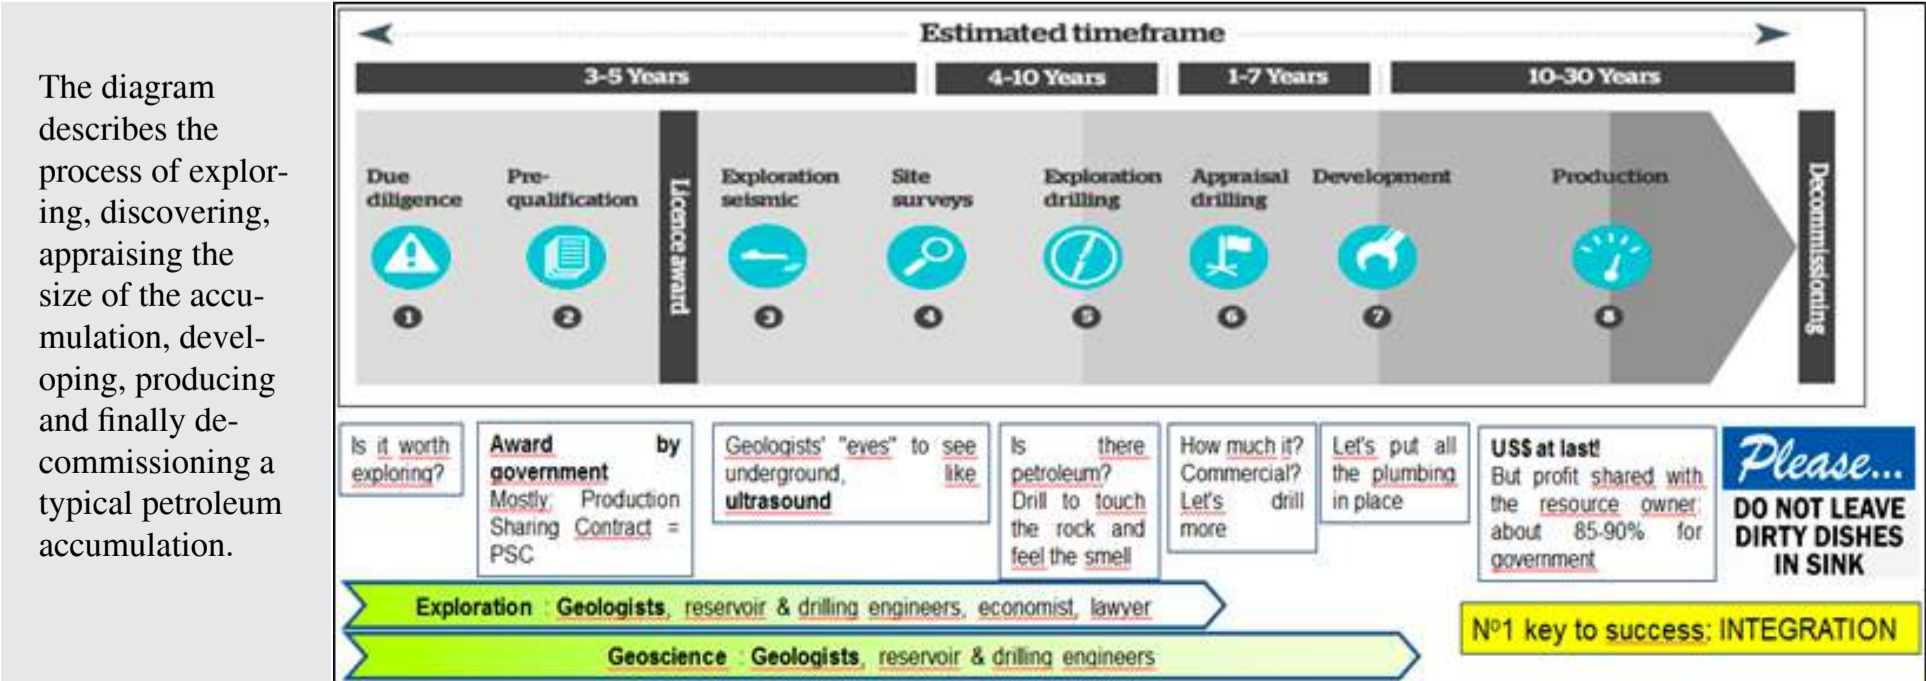 The diagram
describes the
process of explor-
ing, discovering,
appraising the
size of the accu-
mulation, devel-
oping, producing
and finally de-
commissioning a
typical petroleum
accumulation.
Estimated timeframe
3-5 Years
4-10 Years
1-7 Years
10-30 Years
Due
diligence
1
Pre-
qualification
2
Licence award
Exploration
seismic
3
Site
surveys
4
Exploration
drilling
5
Appraisal
drilling
6
Development
7
Production
8
Decommissioning
Is it worth
exploring?
Award by
government
Mostly: Production
Sharing Contract =
PSC
Geologists' "eyes" to see
underground, like
ultrasound
Is there
petroleum?
Drill to touch
the rock and
feel the smell
How much it?
Commercial?
Let's drill
more
Let's put all
the plumbing
in place
US$ at last!
But profit shared with
the resource owner:
about 85-90% for
government
Please...
DO NOT LEAVE
DIRTY DISHES
IN SINK
Exploration : Geologists, reservoir & drilling engineers, economist, lawyer
Geoscience : Geologists, reservoir & drilling engineers
Nº1 key to success: INTEGRATION